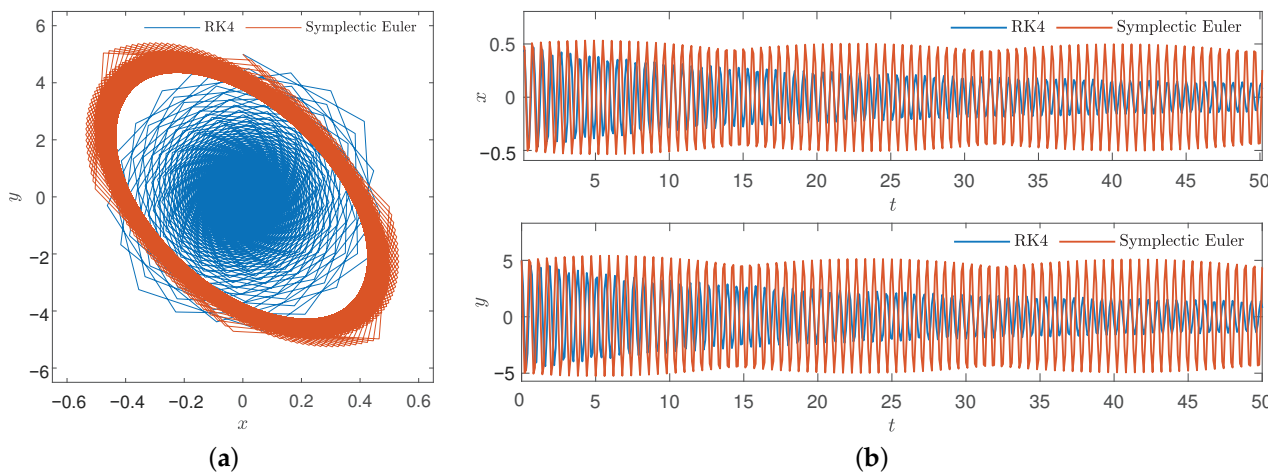 RK4 Symplectic Euler
6
4
2
0
−2
−4
−6
y
−0.6 −0.4 −0.2 0 0.2 0.4 0.6
x
(a)
RK4 Symplectic Euler
0.5
0
−0.5
x
5 10 15 20 25 30 35 40 45 50
t
RK4 Symplectic Euler
5
0
−5
y
0 5 10 15 20 25 30 35 40 45 50
t
(b)